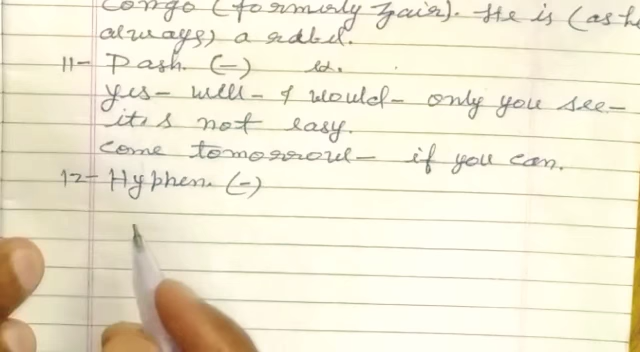 Congo (formerly Zair). He is (as he
always) a rebel.
11- Dash. (-) ex.
Yes- well- I would- only you see-
it's not easy.
Come tomorrow- if you can.
12- Hyphen. (-)